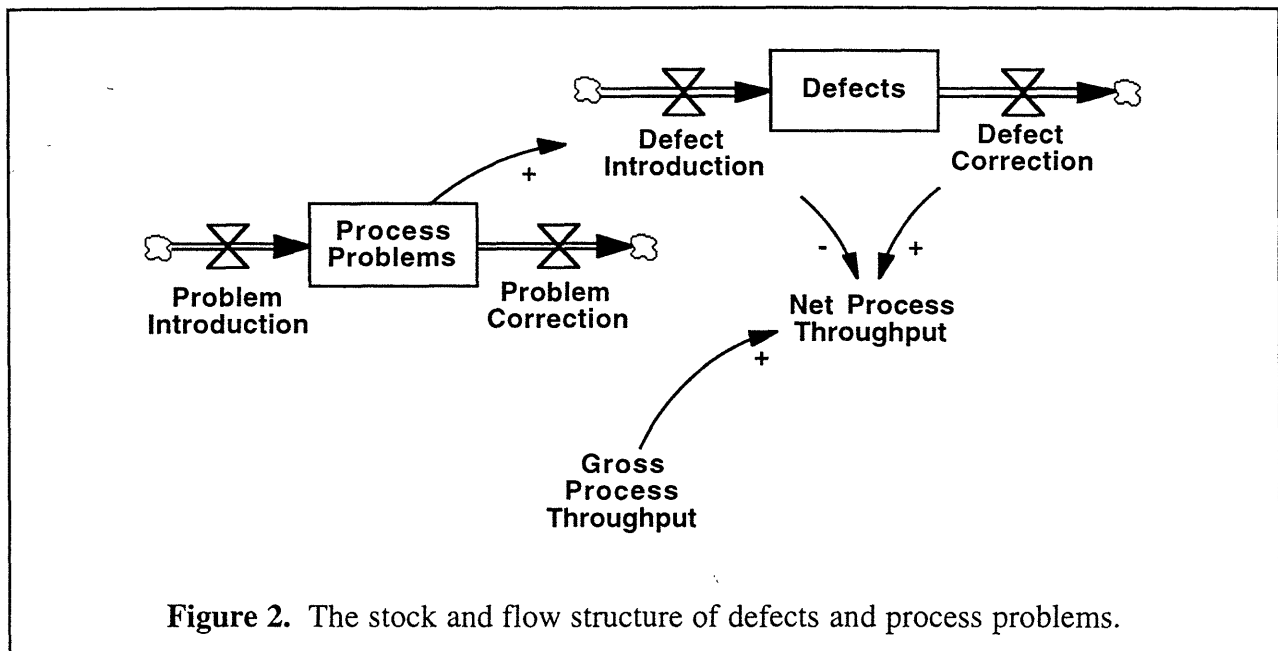 Defects
Defect
Introduction
Defect
Correction
+
Process
Problems
Problem
Introduction
Problem
Correction
-
+
Net Process
Throughput
+
Gross
Process
Throughput
Figure 2. The stock and flow structure of defects and process problems.